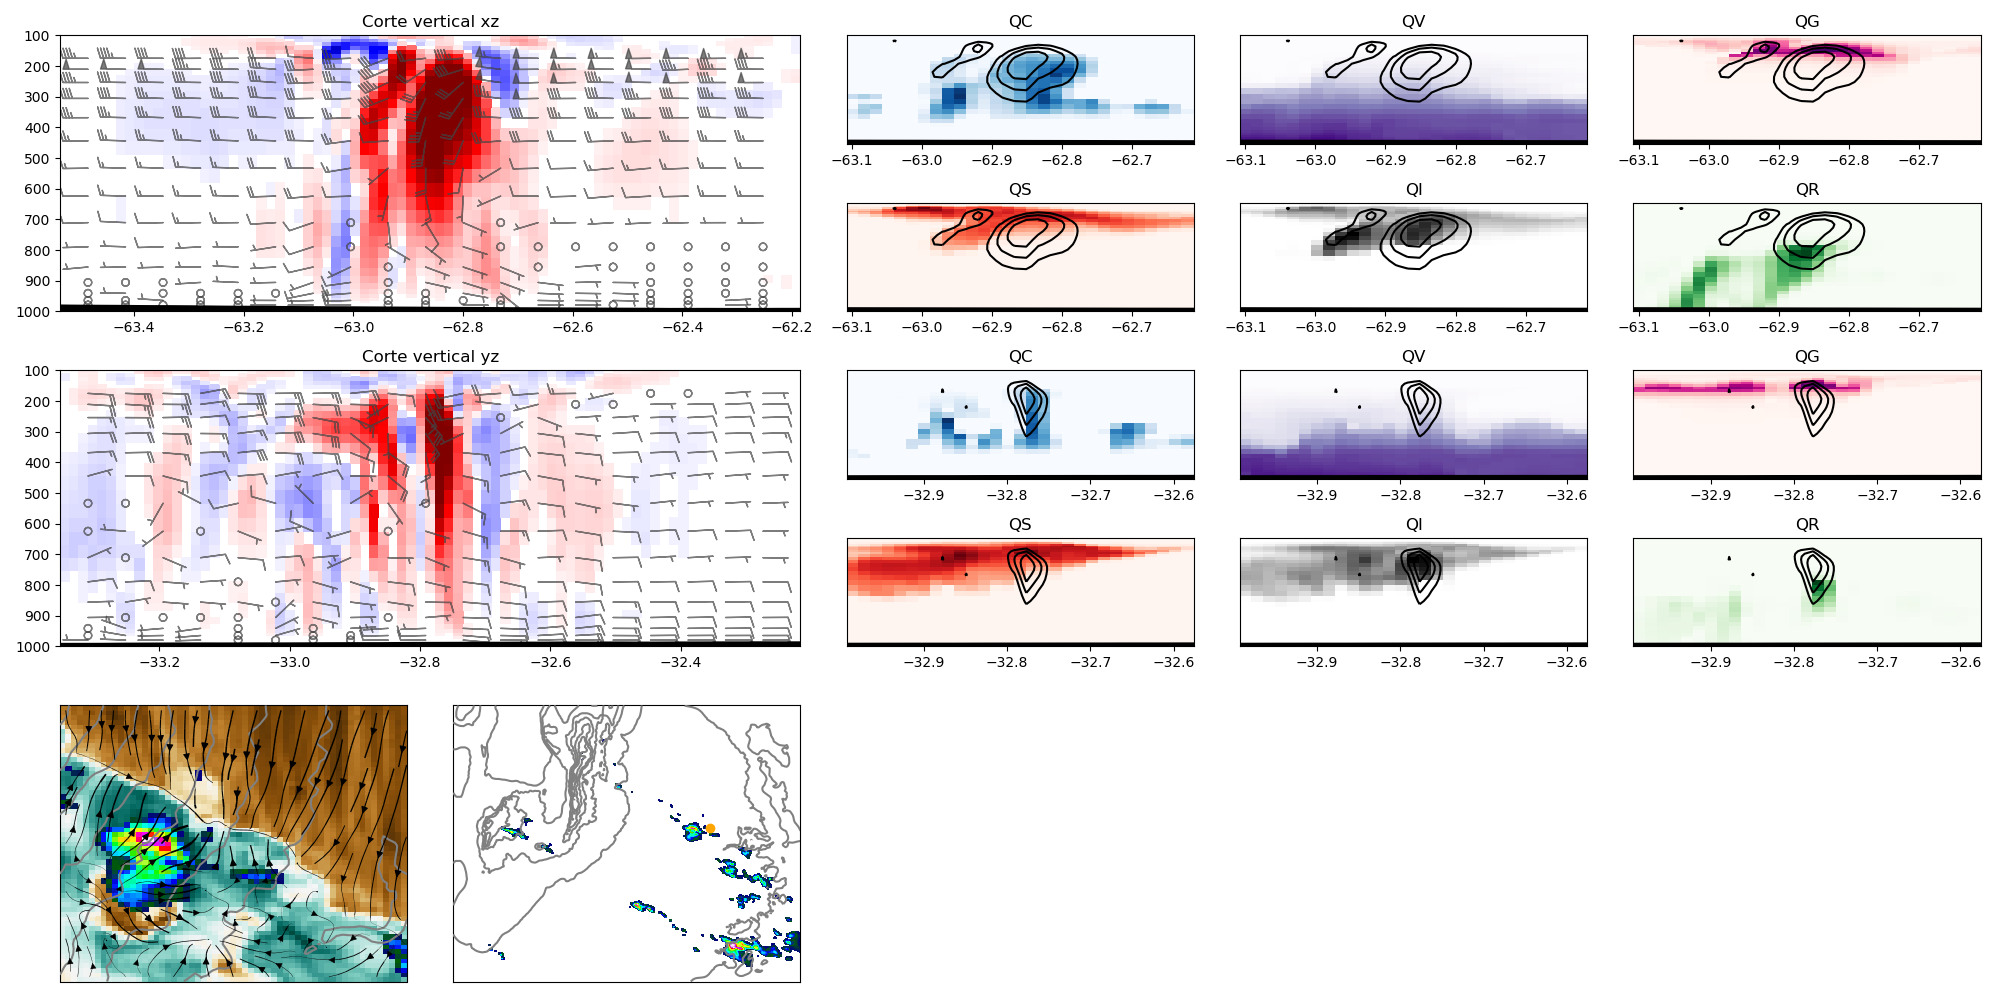 Corte vertical xz
QC
QV
QG
100
200
300
400
500
600
700
800
900
1000
−63.4 −63.2 −63.0 −62.8 −62.6 −62.4 −62.2
−63.1 −63.0 −62.9 −62.8 −62.7
−63.1 −63.0 −62.9 −62.8 −62.7
−63.1 −63.0 −62.9 −62.8 −62.7
QS
QI
QR
−63.1 −63.0 −62.9 −62.8 −62.7
−63.1 −63.0 −62.9 −62.8 −62.7
−63.1 −63.0 −62.9 −62.8 −62.7
Corte vertical yz
QC
QV
QG
100
200
300
400
500
600
700
800
900
1000
−33.2 −33.0 −32.8 −32.6 −32.4
−32.9 −32.8 −32.7 −32.6
−32.9 −32.8 −32.7 −32.6
−32.9 −32.8 −32.7 −32.6
QS
QI
QR
−32.9 −32.8 −32.7 −32.6
−32.9 −32.8 −32.7 −32.6
−32.9 −32.8 −32.7 −32.6